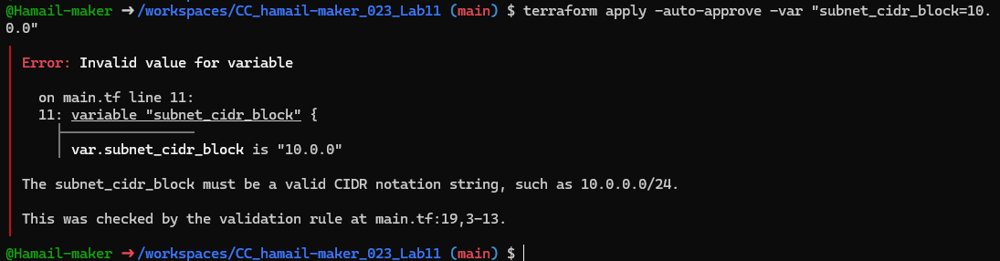 @Hamail-maker ➜ /workspaces/CC_hamail-maker_023_Lab11 (main) $ terraform apply -auto-approve -var "subnet_cidr_block=10.
0.0"
Error: Invalid value for variable
on main.tf line 11:
11: variable "subnet_cidr_block" {
var.subnet_cidr_block is "10.0.0"
The subnet_cidr_block must be a valid CIDR notation string, such as 10.0.0.0/24.
This was checked by the validation rule at main.tf:19,3-13.
@Hamail-maker ➜ /workspaces/CC_hamail-maker_023_Lab11 (main) $